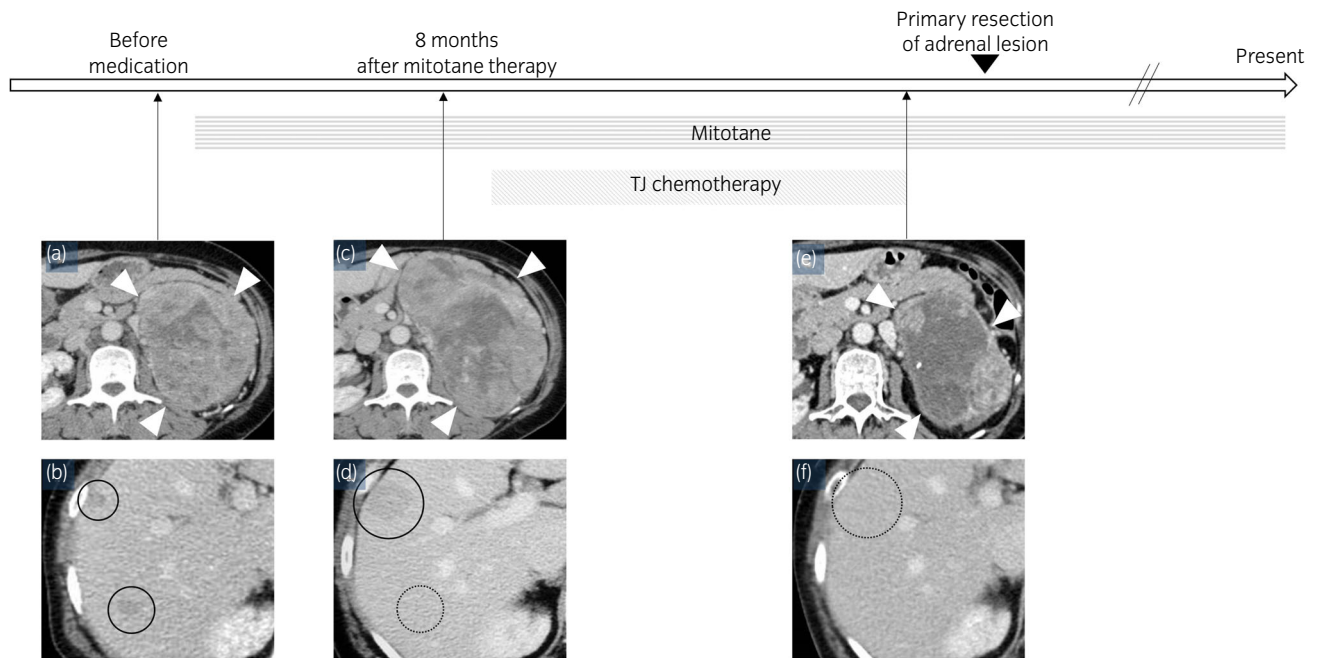 Before
medication
8 months
after mitotane therapy
Primary resection
of adrenal lesion
Present
Mitotane
TJ chemotherapy
(a)
(c)
(e)
(b)
(d)
(f)